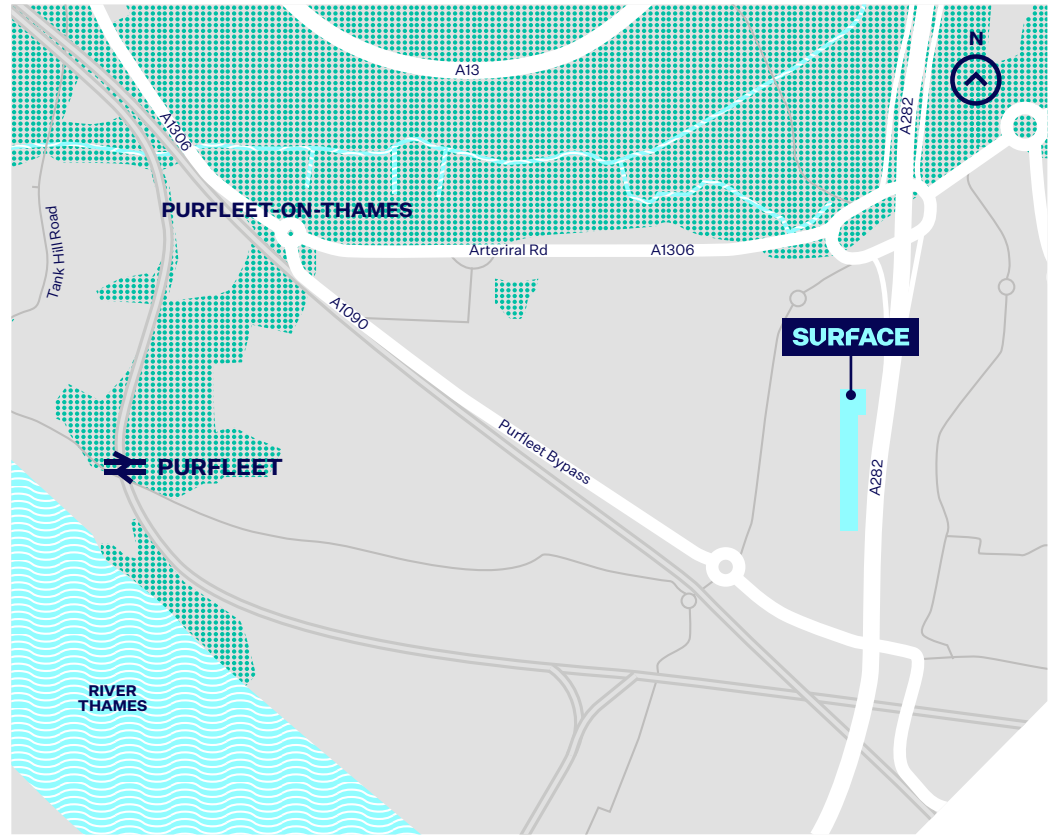 N
A13
A282
A1306
PURFLEET-ON-THAMES
Tank Hill Road
Arteriral Rd
A1306
A1090
SURFACE
Purfleet Bypass
PURFLEET
A282
RIVER
THAMES